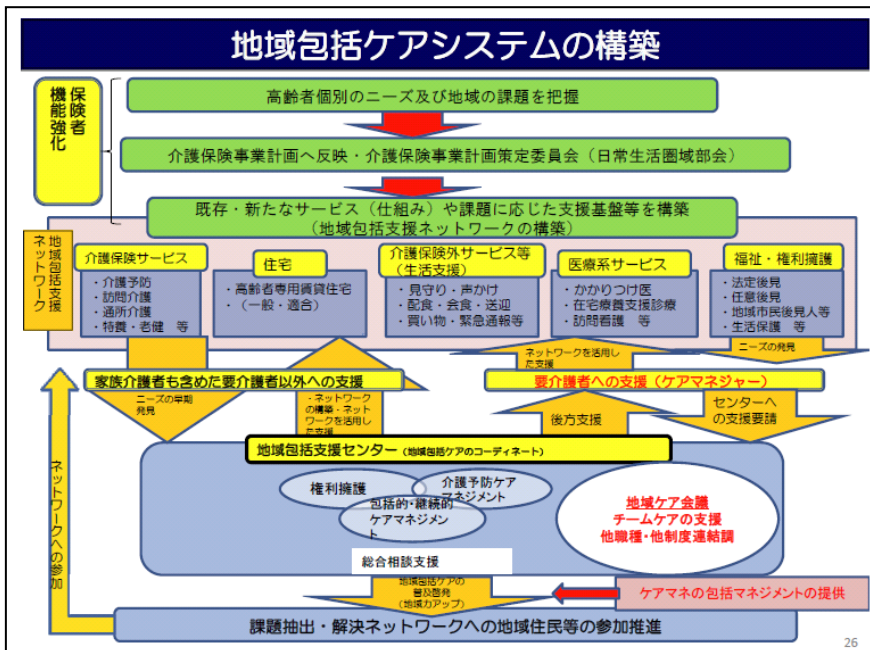 地域包括ケアシステムの構築
保険者
機能強化
高齢者個別のニーズ及び地域の課題を把握
介護保険事業計画へ反映・介護保険事業計画策定委員会（日常生活圏域部会）
既存・新たなサービス（仕組み）や課題に応じた支援基盤等を構築
（地域包括支援ネットワークの構築）
地域包括支援
ネットワーク
介護保険サービス
・介護予防
・訪問介護
・通所介護
・特養・老健　等
住宅
・高齢者専用賃貸住宅
・（一般・適合）
介護保険外サービス等
（生活支援）
・見守り・声かけ
・配食・会食・送迎
・買い物・緊急通報等
医療系サービス
・かかりつけ医
・在宅療養支援診療
・訪問看護　等
福祉・権利擁護
・法定後見
・任意後見
・地域市民後見人等
・生活保護　等
ネットワークを活用し
た支援
ニーズの発見
家族介護者も含めた要介護者以外への支援
要介護者への支援（ケアマネジャー）
ニーズの早期
発見
・ネットワーク
の構築・ネット
ワークを活用し
た支援
後方支援
センターへ
の支援要請
地域包括支援センター（地域包括ケアのコーディネート）
権利擁護
介護予防ケア
マネジメント
包括的・継続的
ケアマネジメン
ト
地域ケア会議
チームケアの支援
他職種・他制度連結調
総合相談支援
ネットワークへの参加
地域包括ケアの
普及啓発
（地域力アップ）
ケアマネの包括マネジメントの提供
課題抽出・解決ネットワークへの地域住民等の参加推進
26